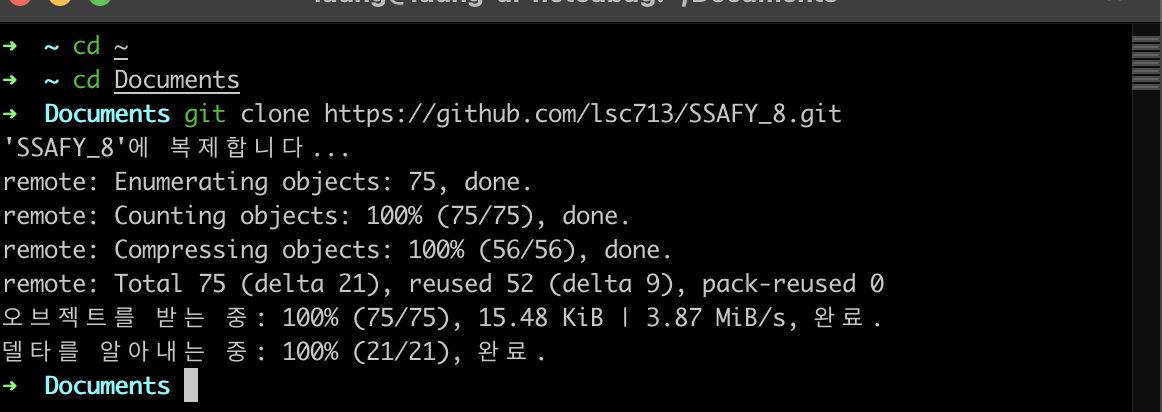 ➜  ~ cd ~
➜  ~ cd Documents
➜  Documents git clone https://github.com/lsc713/SSAFY_8.git
'SSAFY_8'에 복제합니다...
remote: Enumerating objects: 75, done.
remote: Counting objects: 100% (75/75), done.
remote: Compressing objects: 100% (56/56), done.
remote: Total 75 (delta 21), reused 52 (delta 9), pack-reused 0
오브젝트를 받는 중: 100% (75/75), 15.48 KiB | 3.87 MiB/s, 완료.
델타를 알아내는 중: 100% (21/21), 완료.
➜  Documents